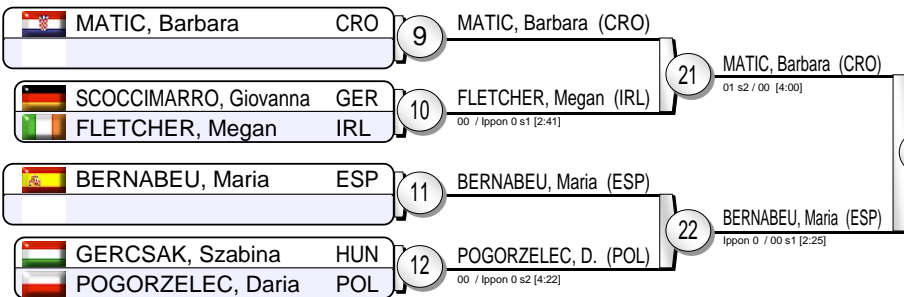 MATIC, Barbara CRO
9
MATIC, Barbara (CRO)
SCOCCIMARRO, Giovanna GER
FLETCHER, Megan IRL
10
FLETCHER, Megan (IRL)
00 / Ippon 0 s1 [2:41]
21
MATIC, Barbara (CRO)
01 s2 / 00 [4:00]
BERNABEU, Maria ESP
11
BERNABEU, Maria (ESP)
GERCSAK, Szabina HUN
POGORZELEC, Daria POL
12
POGORZELEC, D. (POL)
00 / Ippon 0 s2 [4:22]
22
BERNABEU, Maria (ESP)
Ippon 0 / 00 s1 [2:25]